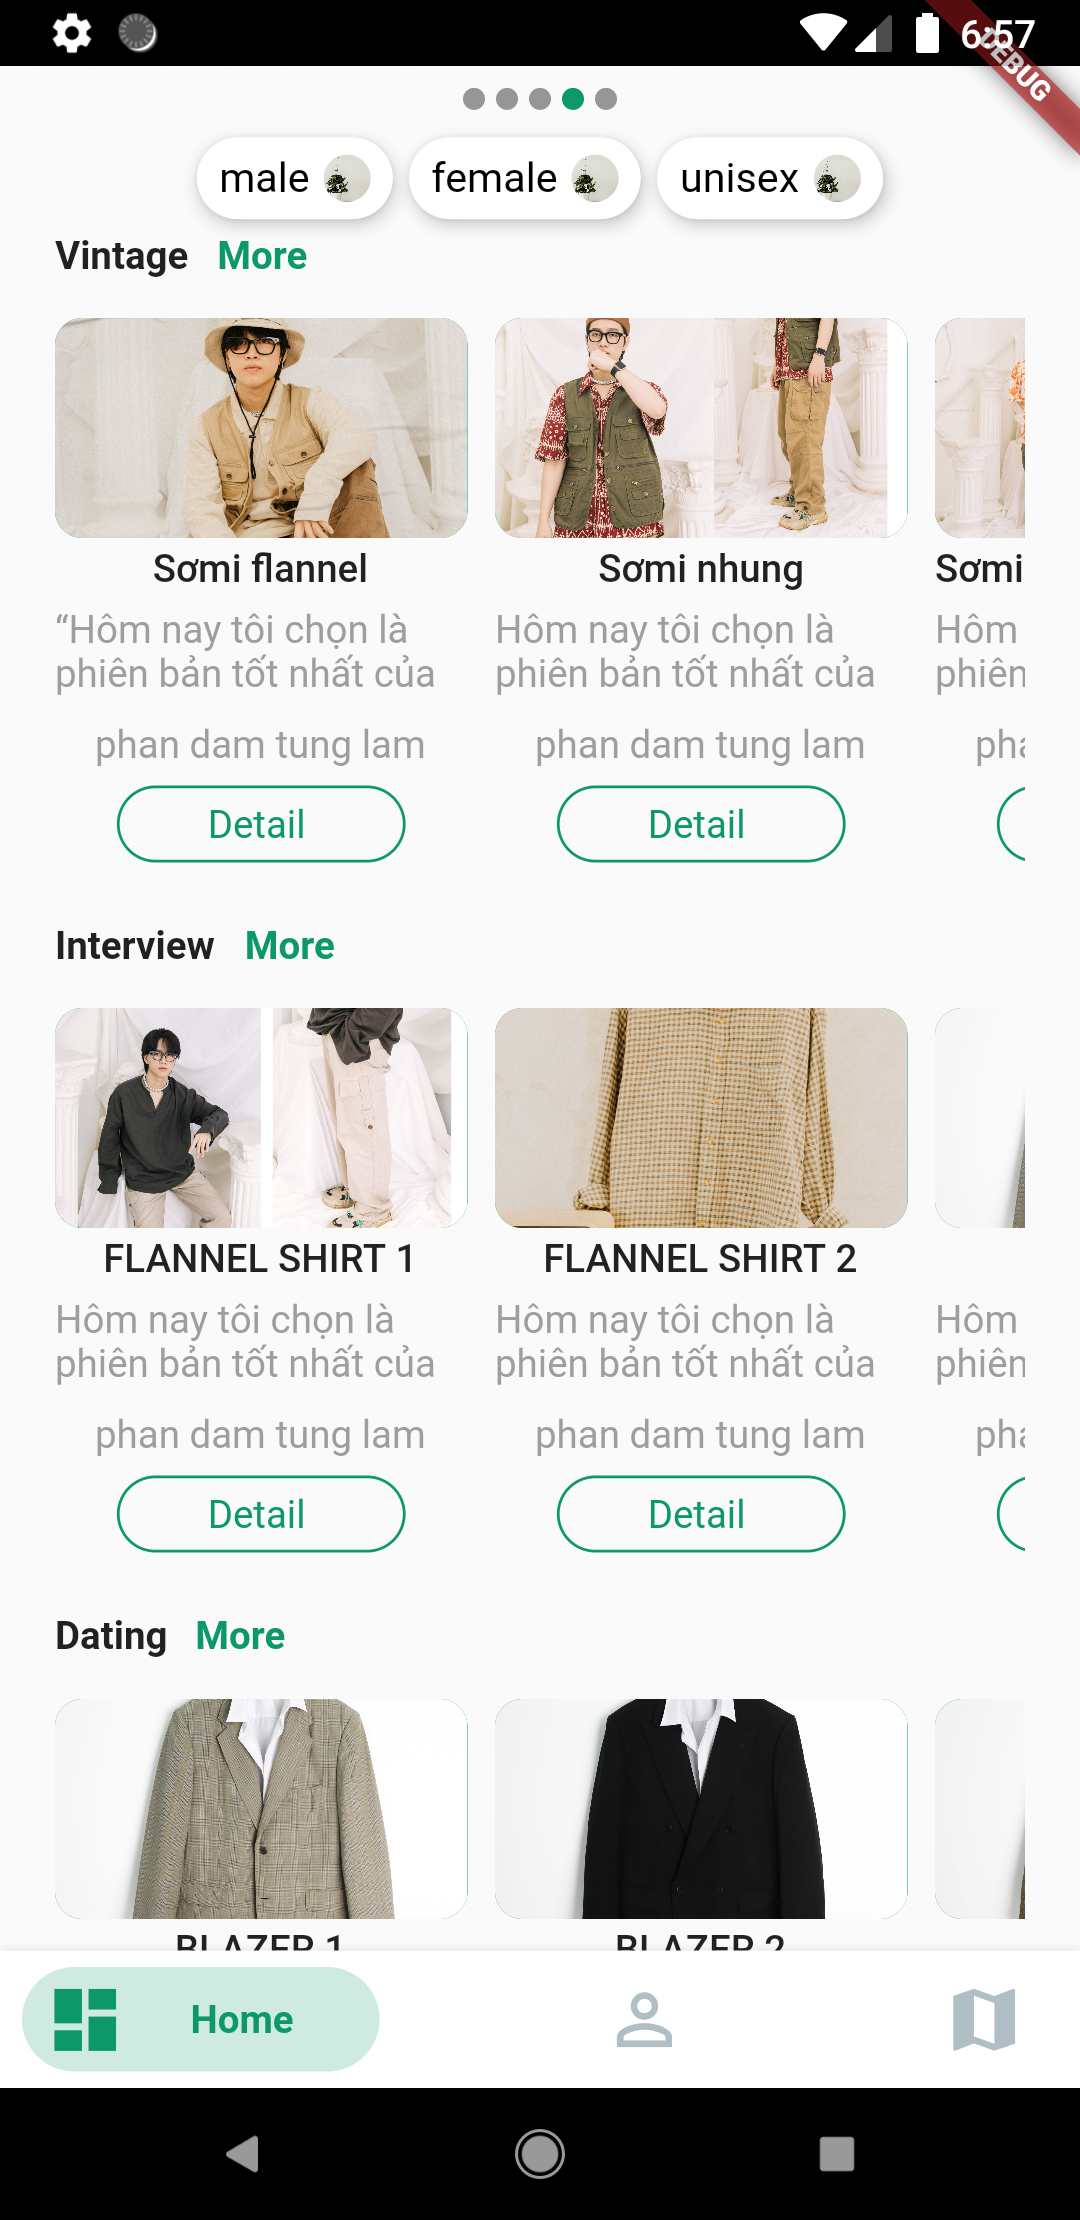 6:57
DEBUG
male female unisex
Vintage More
Sơmi flannel Sơmi nhung Sơmi
“Hôm nay tôi chọn là Hôm nay tôi chọn là Hôm
phiên bản tốt nhất của phiên bản tốt nhất của phiên
phan dam tung lam phan dam tung lam pha
Detail Detail
Interview More
FLANNEL SHIRT 1 FLANNEL SHIRT 2
Hôm nay tôi chọn là Hôm nay tôi chọn là Hôm
phiên bản tốt nhất của phiên bản tốt nhất của phiên
phan dam tung lam phan dam tung lam pha
Detail Detail
Dating More
BLAZER 1 BLAZER 2
Home